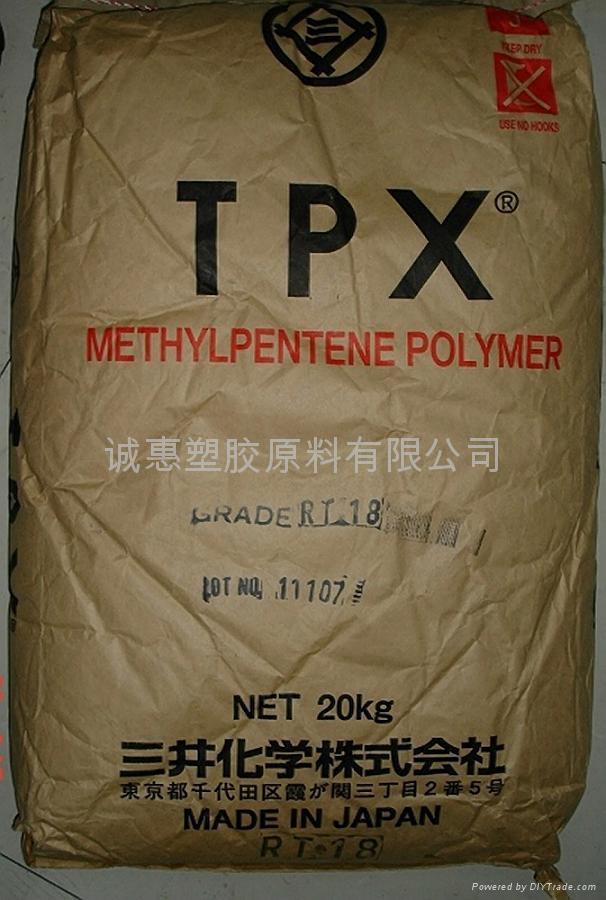 三
KEEP DRY
USE NO HOOKS
TPX®
METHYLPENTENE POLYMER
诚惠塑胶原料有限公司
GRADE RT-18
LOT NO. 11107
NET 20kg
三井化学株式会社
東京都千代田区霞が関三丁目2番5号
MADE IN JAPAN
RT-18
Powered by DIYTrade.com